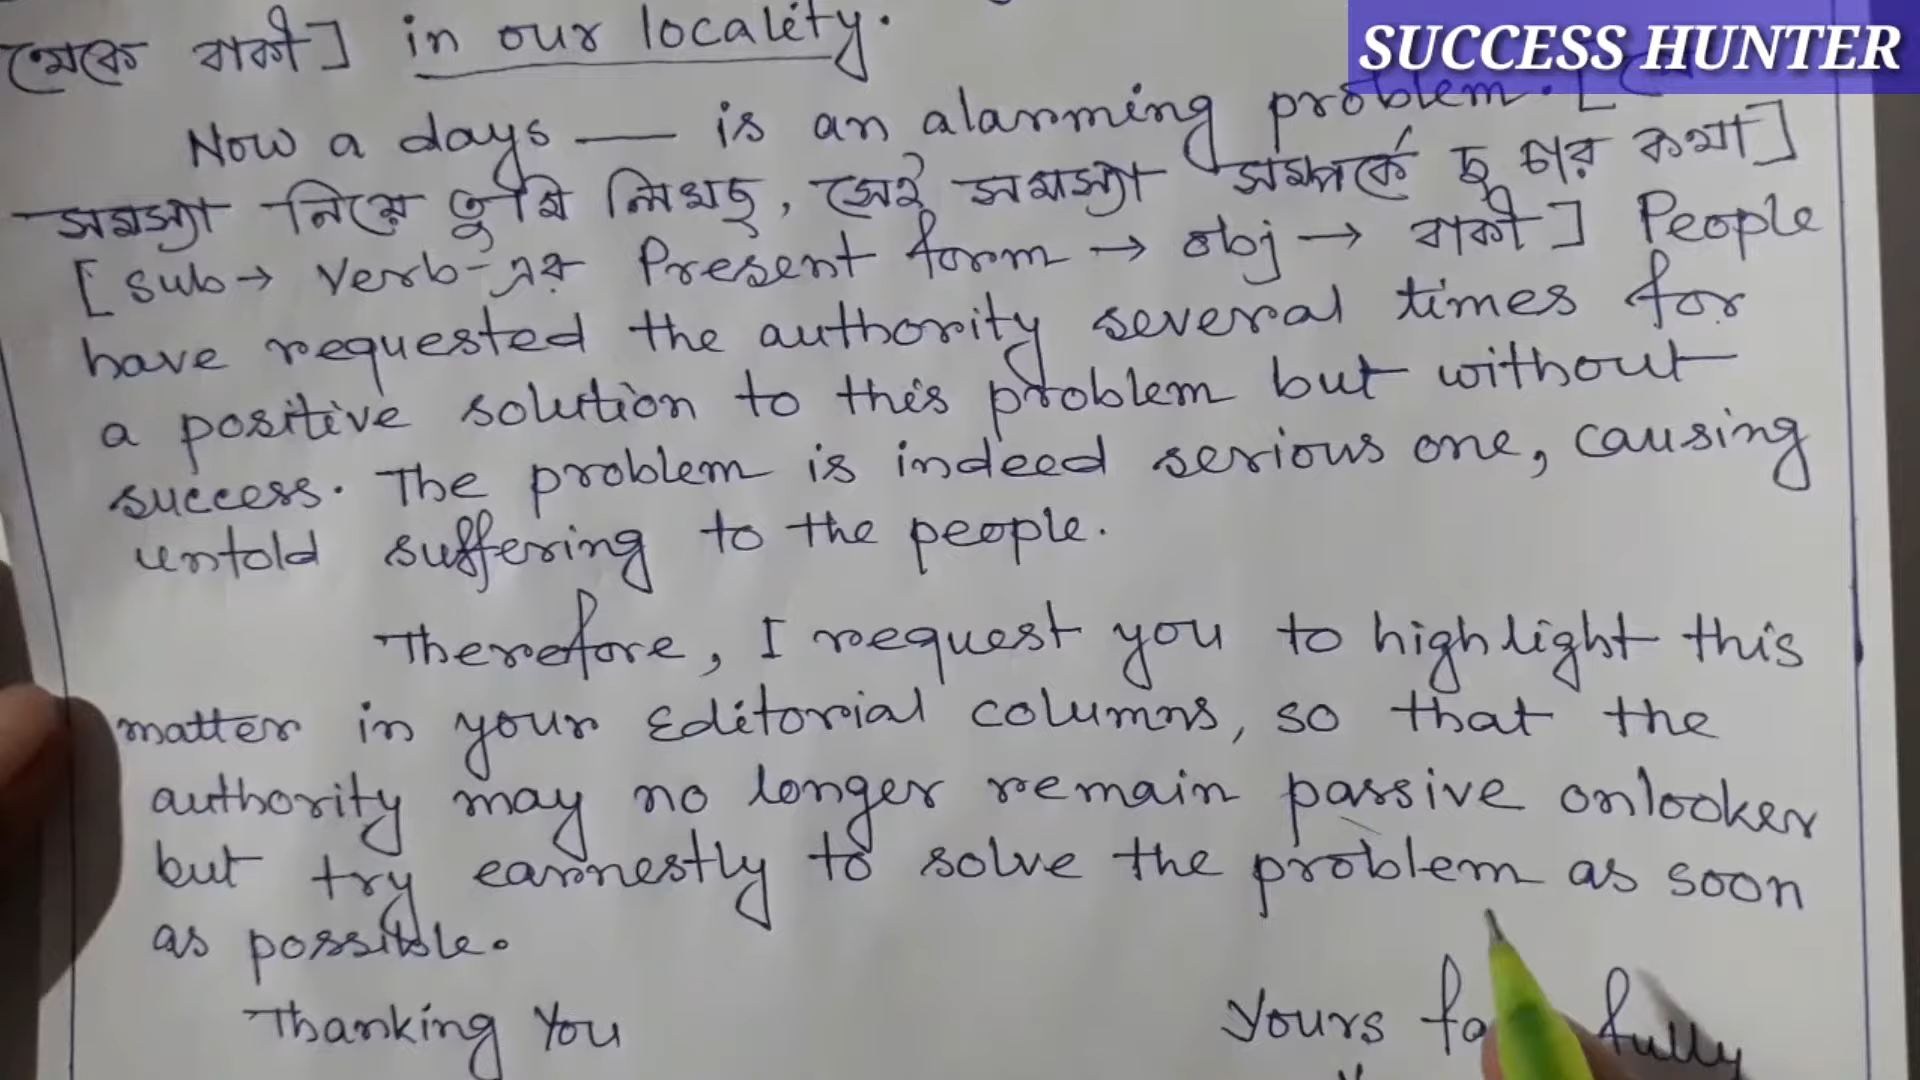 SUCCESS HUNTER
থেকে বাকী] in our locality.
Now a days — is an alarming problem. [
সমস্যা নিয়ে তুমি লিখছ, সেই সমস্যা সম্পর্কে দু চার কথা]
[sub→ Verb-এর Present form → obj → বাকী] People
have requested the authority several times for
a positive solution to this problem but without
success. The problem is indeed serious one, causing
untold suffering to the people.
Therefore, I request you to highlight this
matter in your Editorial columns, so that the
authority may no longer remain passive onlooker
but try earnestly to solve the problem as soon
as possible.
Thanking You
Yours